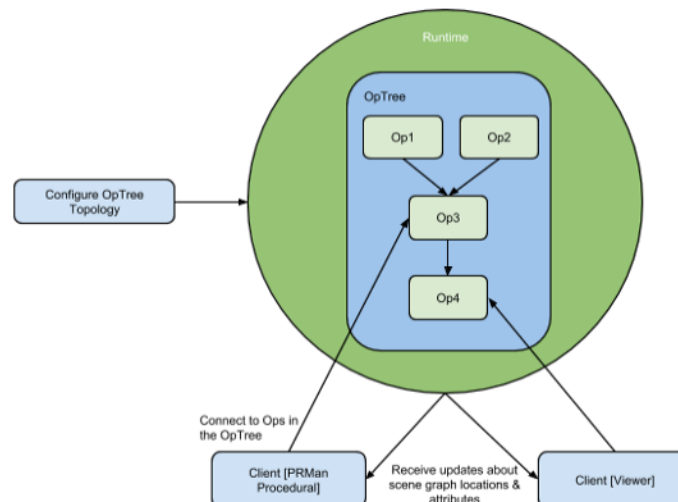 Runtime
OpTree
Op1
Op2
Configure OpTree
Topology
Op3
Op4
Connect to Ops in
the OpTree
Client [PRMan
Procedural]
Receive updates about
scene graph locations &
attributes
Client [Viewer]